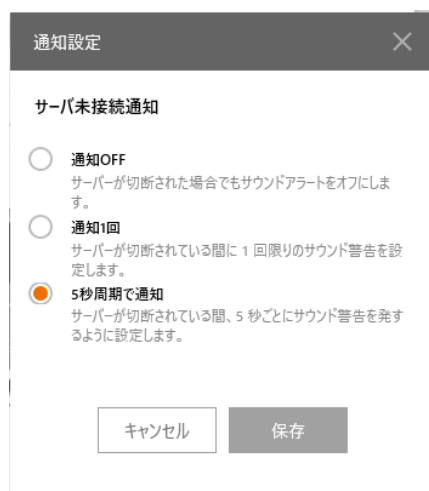 通知設定
サーバ未接続通知
通知OFF
サーバーが切断された場合でもサウンドアラートをオフにしま
す。
通知1回
サーバーが切断されている間に 1 回限りのサウンド警告を設
定します。
5秒周期で通知
サーバーが切断されている間、5 秒ごとにサウンド警告を発す
るように設定します。
キャンセル
保存